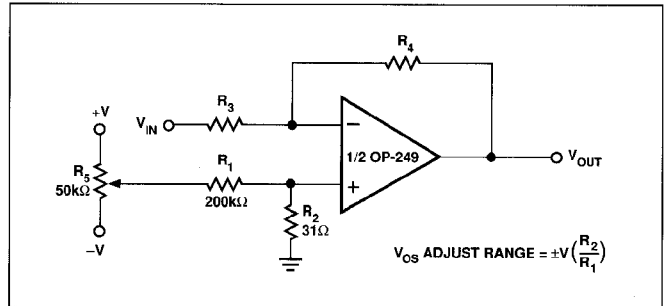 R4
R3
+V
VIN
−
1/2 OP-249
VOUT
R5
50kΩ
R1
200kΩ
+
R2
31Ω
−V
VOS ADJUST RANGE = ±V(R2/R1)